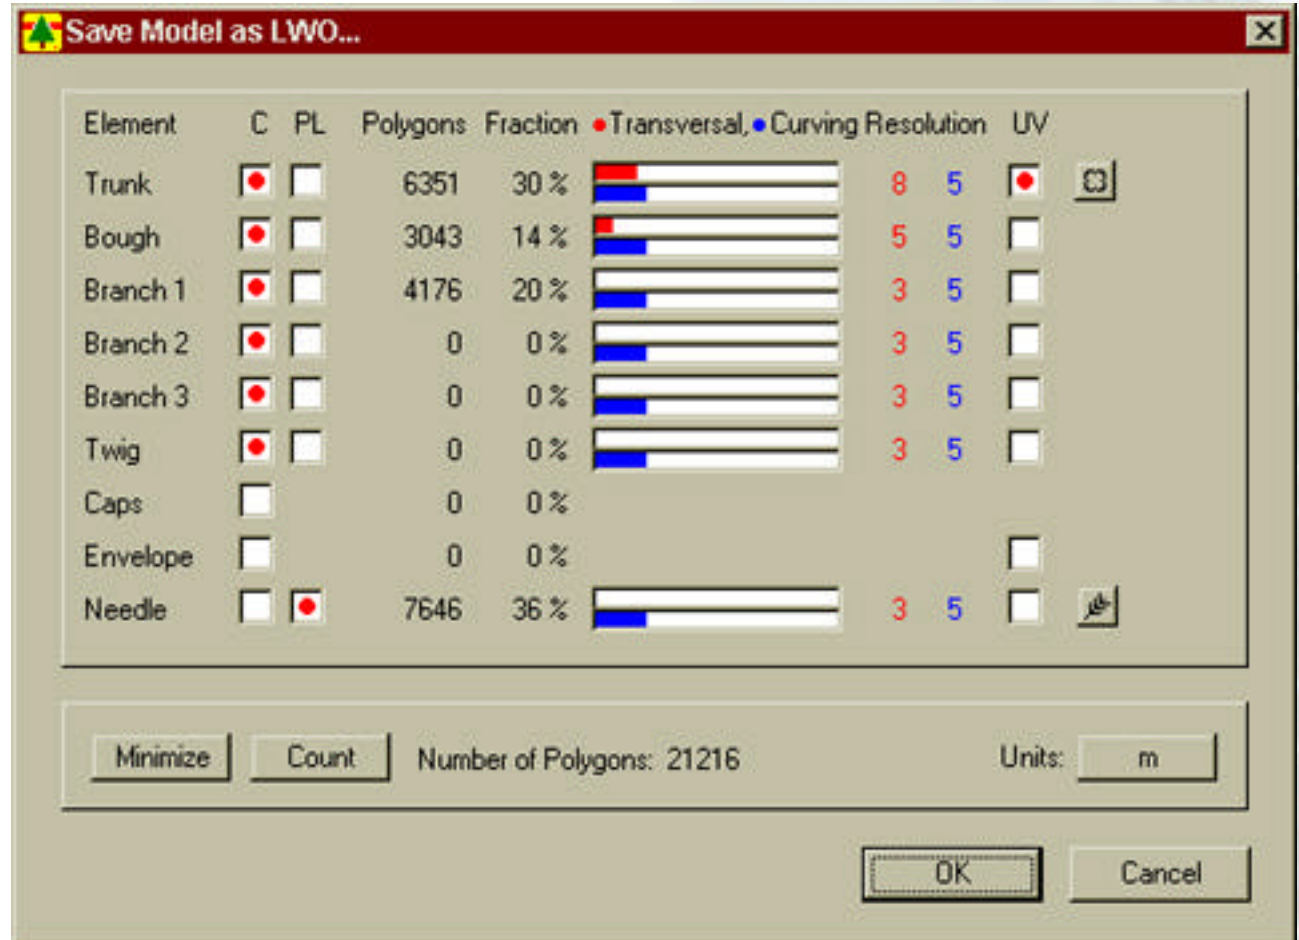 Save Model as LWO...
Element C PL Polygons Fraction •Transversal, •Curving Resolution UV
Trunk 6351 30 % 8 5
Bough 3043 14 % 5 5
Branch 1 4176 20 % 3 5
Branch 2 0 0 % 3 5
Branch 3 0 0 % 3 5
Twig 0 0 % 3 5
Caps 0 0 %
Envelope 0 0 %
Needle 7646 36 % 3 5
Minimize Count Number of Polygons: 21216 Units: m
OK Cancel